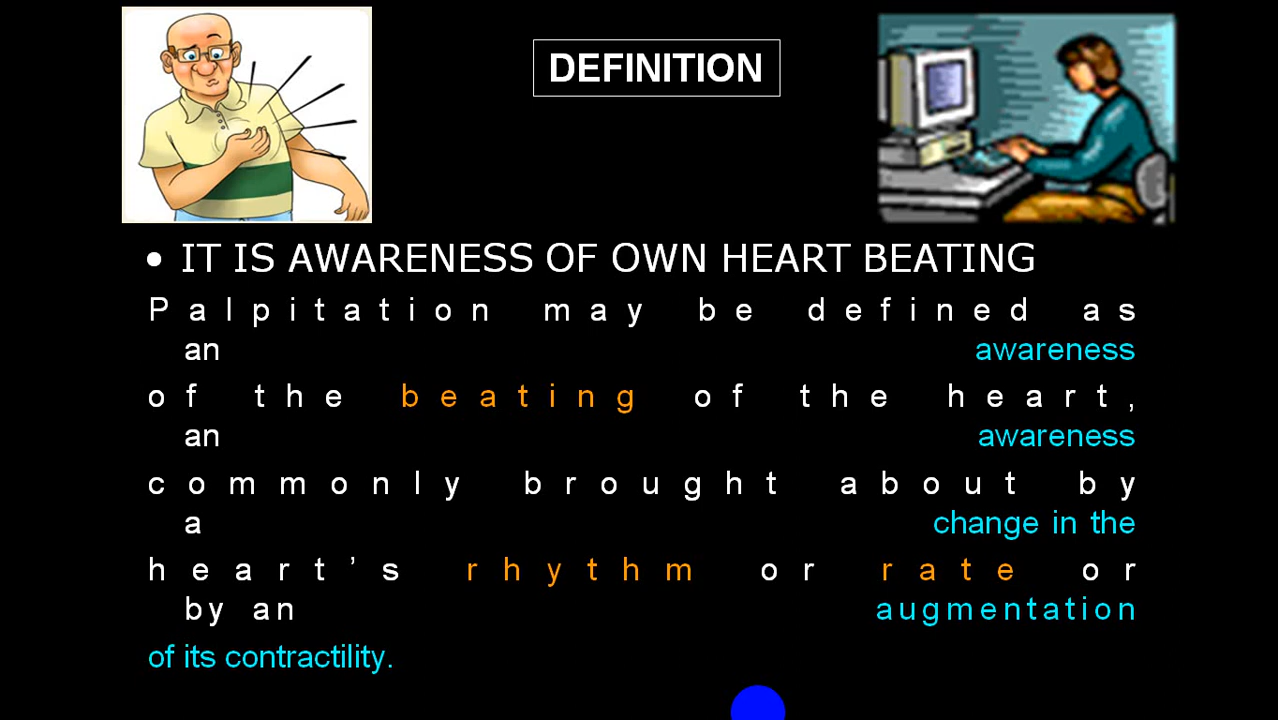 DEFINITION
• IT IS AWARENESS OF OWN HEART BEATING
Palpitation may be defined as
an awareness
of the beating of the heart,
an awareness
commonly brought about by
a change in the
heart’s rhythm or rate or
by an augmentation
of its contractility.